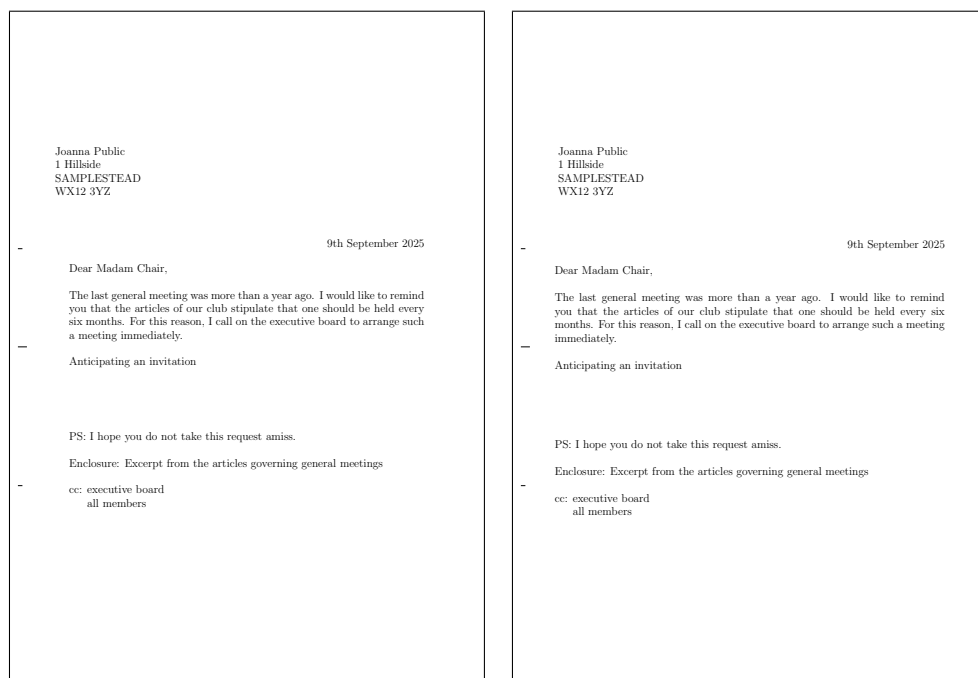 Joanna Public
1 Hillside
SAMPLESTEAD
WX12 3YZ
9th September 2025
Dear Madam Chair,
The last general meeting was more than a year ago. I would like to remind
you that the articles of our club stipulate that one should be held every
six months. For this reason, I call on the executive board to arrange such
a meeting immediately.
Anticipating an invitation
PS: I hope you do not take this request amiss.
Enclosure: Excerpt from the articles governing general meetings
cc: executive board
all members
Joanna Public
1 Hillside
SAMPLESTEAD
WX12 3YZ
9th September 2025
Dear Madam Chair,
The last general meeting was more than a year ago. I would like to remind
you that the articles of our club stipulate that one should be held every six
months. For this reason, I call on the executive board to arrange such a meeting
immediately.
Anticipating an invitation
PS: I hope you do not take this request amiss.
Enclosure: Excerpt from the articles governing general meetings
cc: executive board
all members